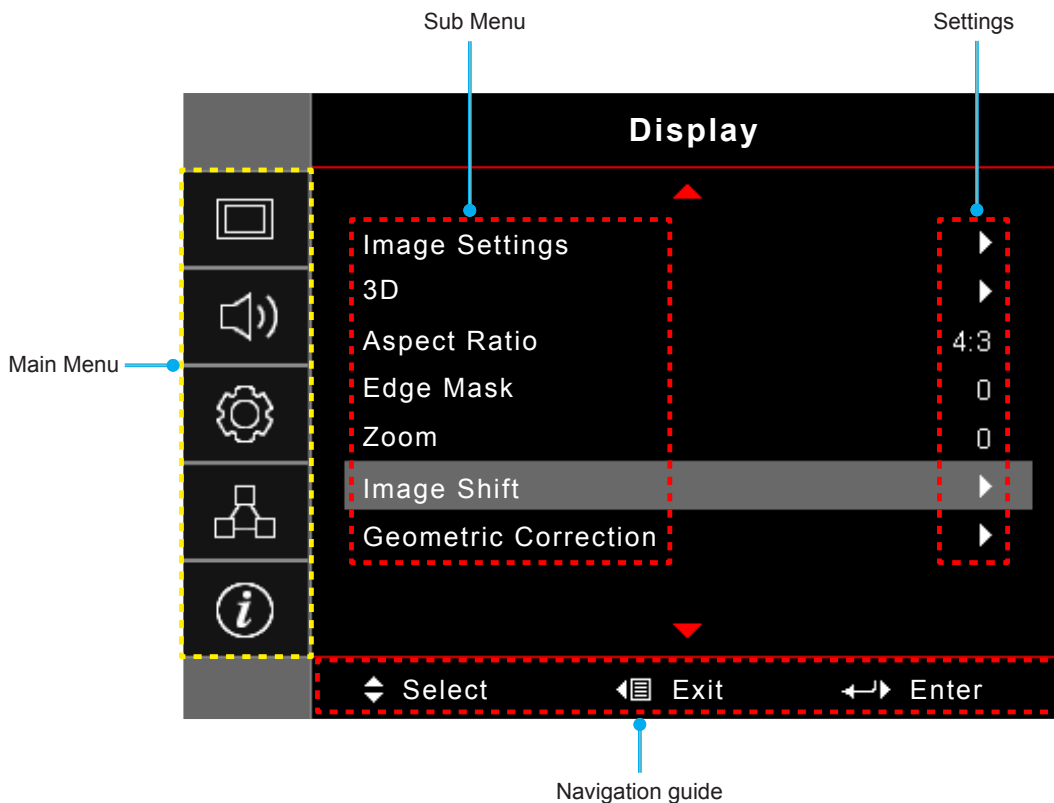 Sub Menu
Settings
Display
Image Settings
3D
Aspect Ratio 4:3
Main Menu
Edge Mask 0
Zoom 0
Image Shift
Geometric Correction
i
Select Exit Enter
Navigation guide